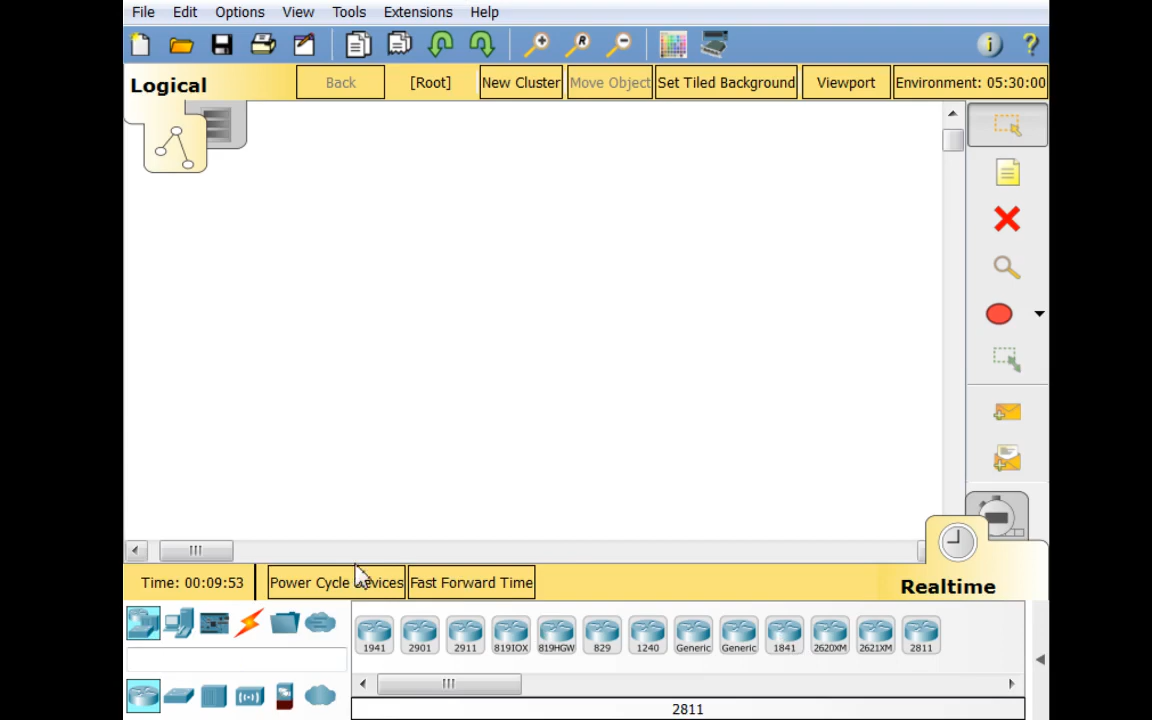 File Edit Options View Tools Extensions Help
R
i ?
Logical Back [Root] New Cluster Move Object Set Tiled Background Viewport Environment: 05:30:00
Time: 00:09:53 Power Cycle Devices Fast Forward Time Realtime
1941 2901 2911 819IOX 819HGW 829 1240 Generic Generic 1841 2620XM 2621XM 2811
2811